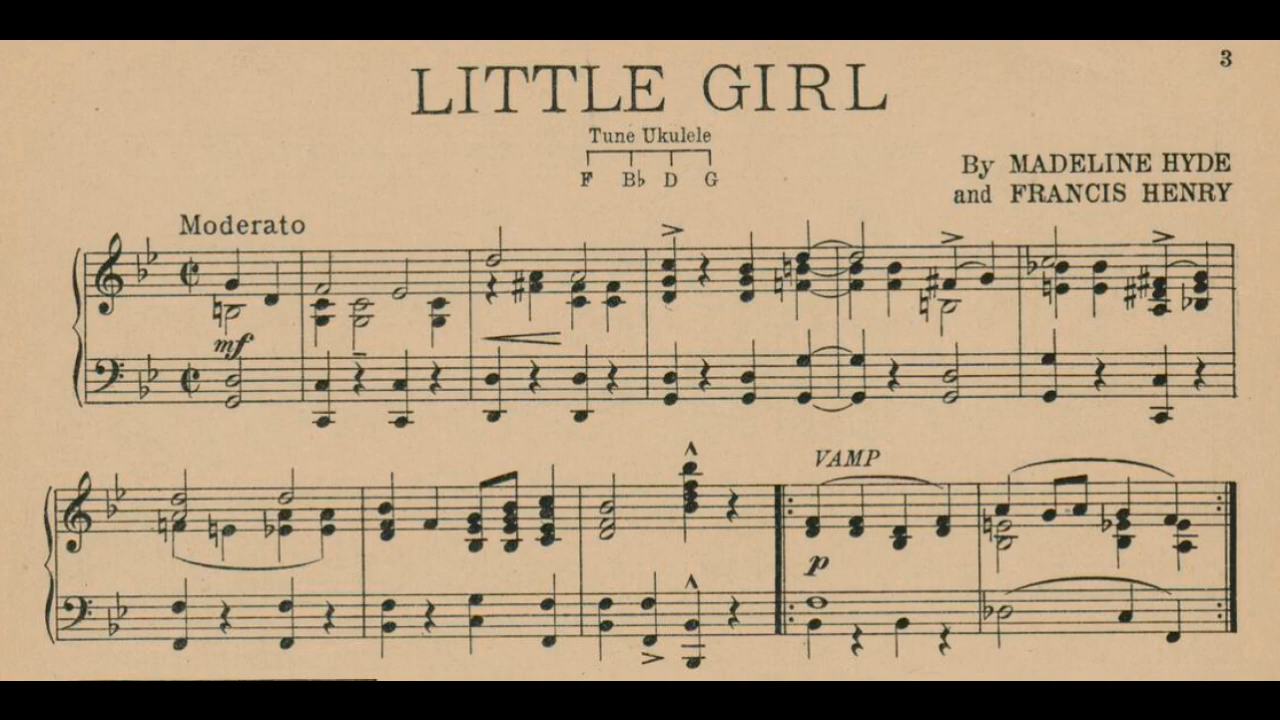 3
LITTLE GIRL
Tune Ukulele
F B♭ D G
By MADELINE HYDE
and FRANCIS HENRY
Moderato
mf
VAMP
p